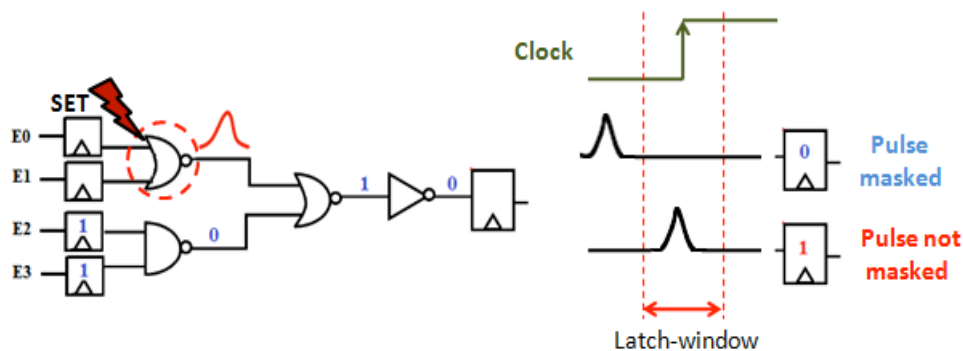 Clock
SET
E0
E1
E2
1
E3
1
0
1
0
0
Pulse
masked
1
Pulse not
masked
Latch-window